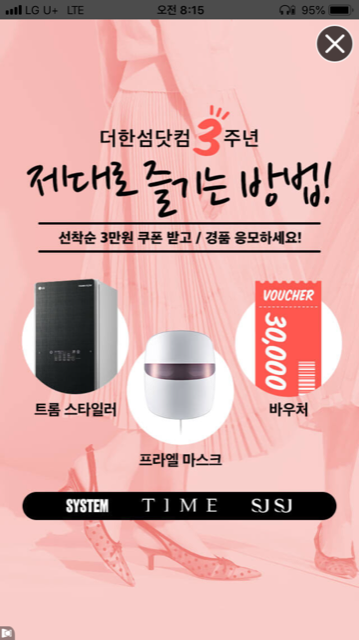 LG U+ LTE 오전 8:15 95%
더한섬닷컴 3주년
제대로 즐기는 방법!
선착순 3만원 쿠폰 받고 / 경품 응모하세요!
VOUCHER
30,000
트롬 스타일러
프라엘 마스크
바우처
SYSTEM TIME SJSJ